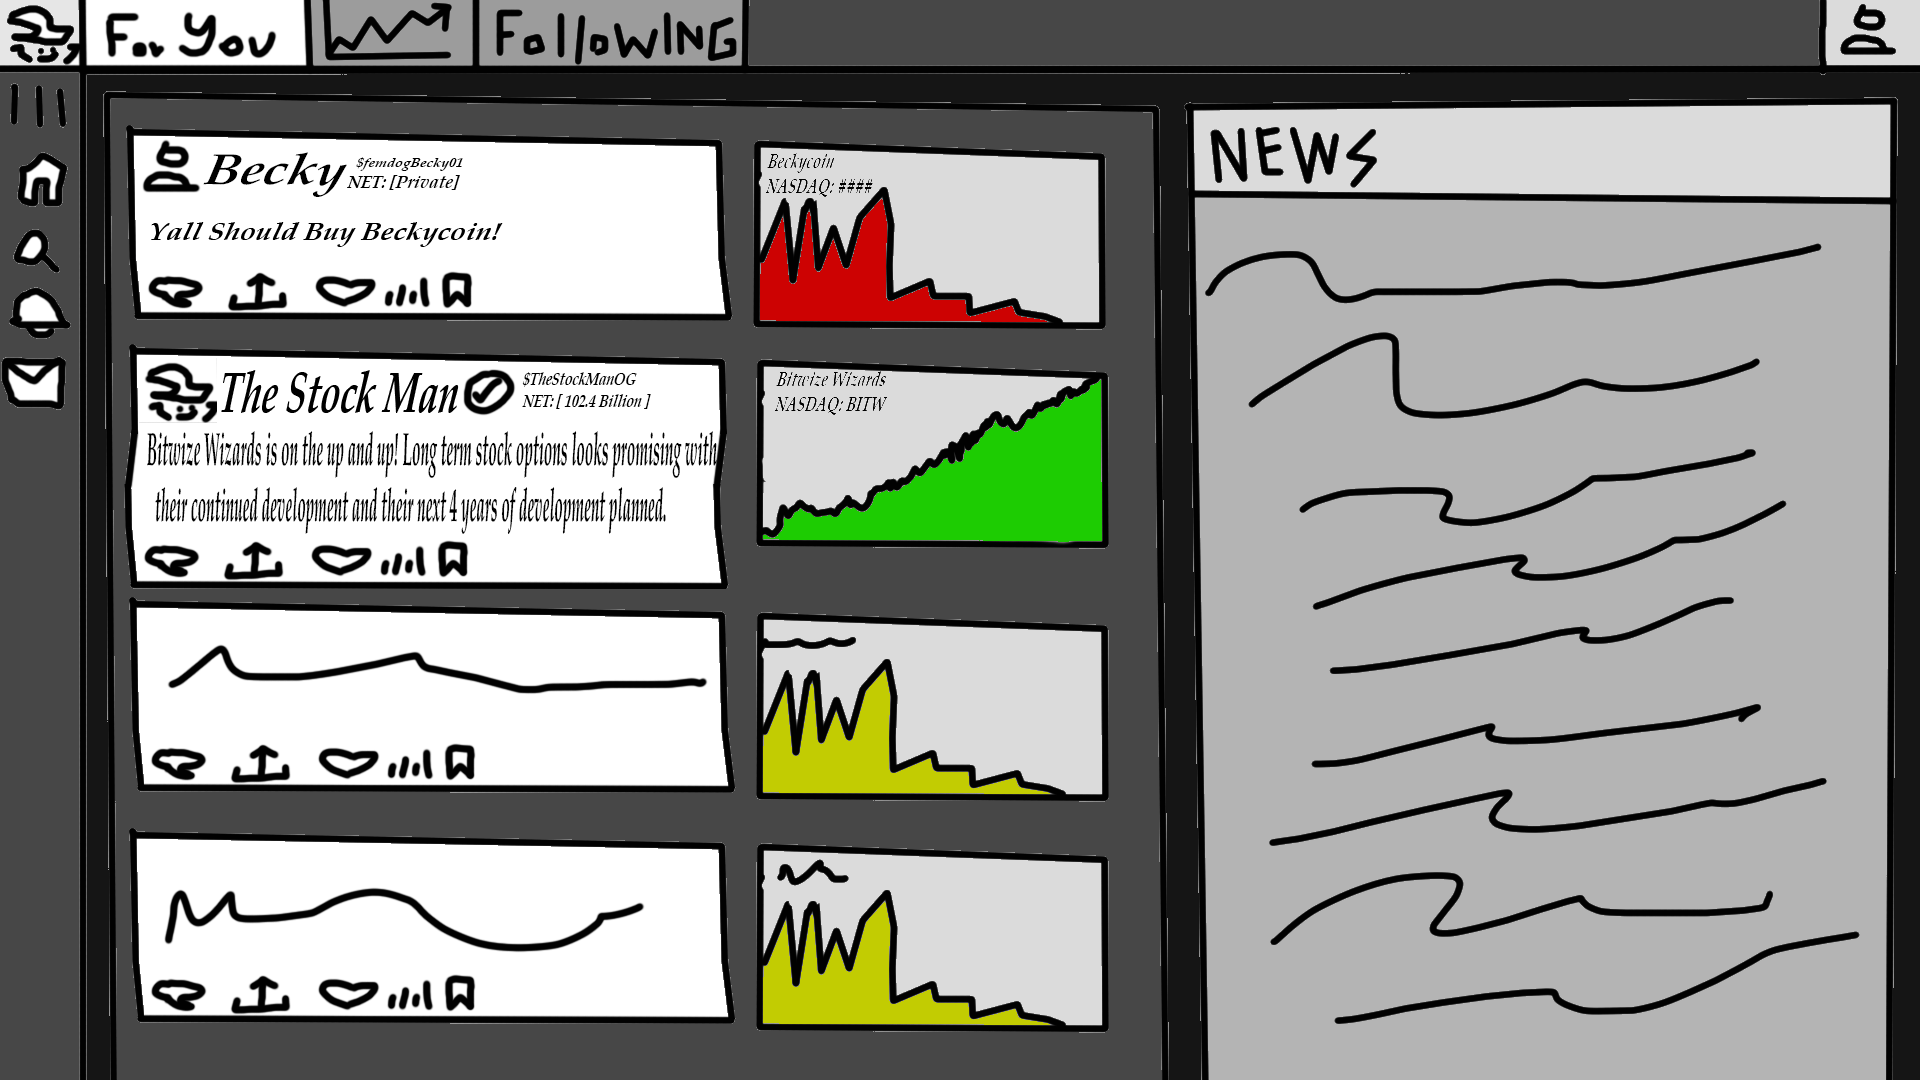 For You
FollowING
Becky
$femdogBecky01
NET: [Private]
Yall Should Buy Beckycoin!
Beckycoin
NASDAQ: ####
The Stock Man
$TheStockManOG
NET: [ 102.4 Billion ]
Bitwize Wizards is on the up and up! Long term stock options looks promising with
their continued development and their next 4 years of development planned.
Bitwize Wizards
NASDAQ: BITW
NEWS